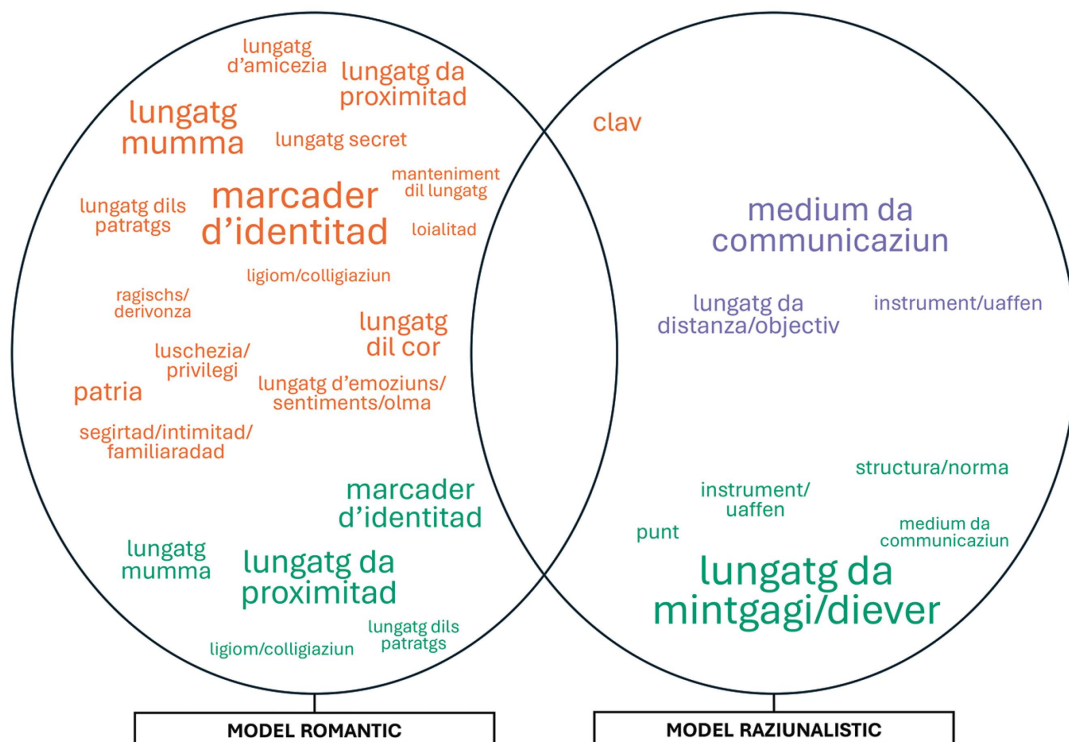 lungatg
d’amicezia
lungatg da
proximitad
lungatg
mumma
lungatg secret
manteniment
dil lungatg
marcader
d’identitad
lungatg dils
patratgs
loialitad
ligiom/colligiaziun
ragischs/
derivonza
lungatg
dil cor
luschezia/
privilegi
patria
lungatg d’emoziuns/
sentiments/olma
segirtad/intimitad/
familiaradad
marcader
d’identitad
lungatg
mumma
lungatg da
proximitad
lungatg dils
patratgs
ligiom/colligiaziun
MODEL ROMANTIC
clav
medium da
communicaziun
lungatg da
distanza/objectiv
instrument/uaffen
structura/norma
instrument/
uaffen
punt
medium da
communicaziun
lungatg da
mintgagi/diever
MODEL RAZIUNALISTIC